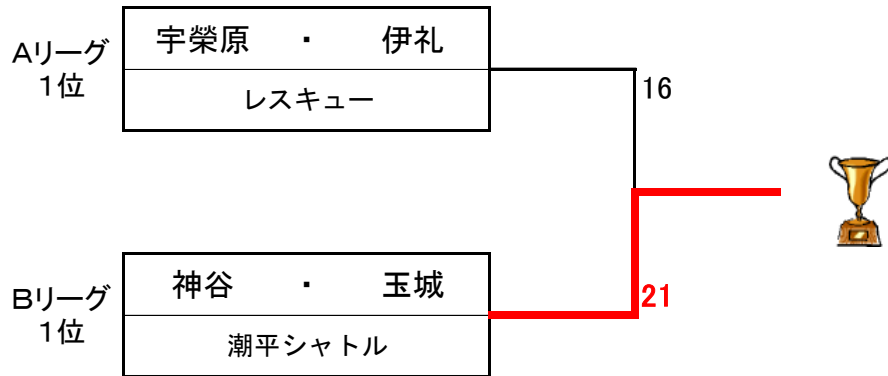 Aリーグ
1位
宇榮原 ・ 伊礼
レスキュー
16
Bリーグ
1位
神谷 ・ 玉城
潮平シャトル
21